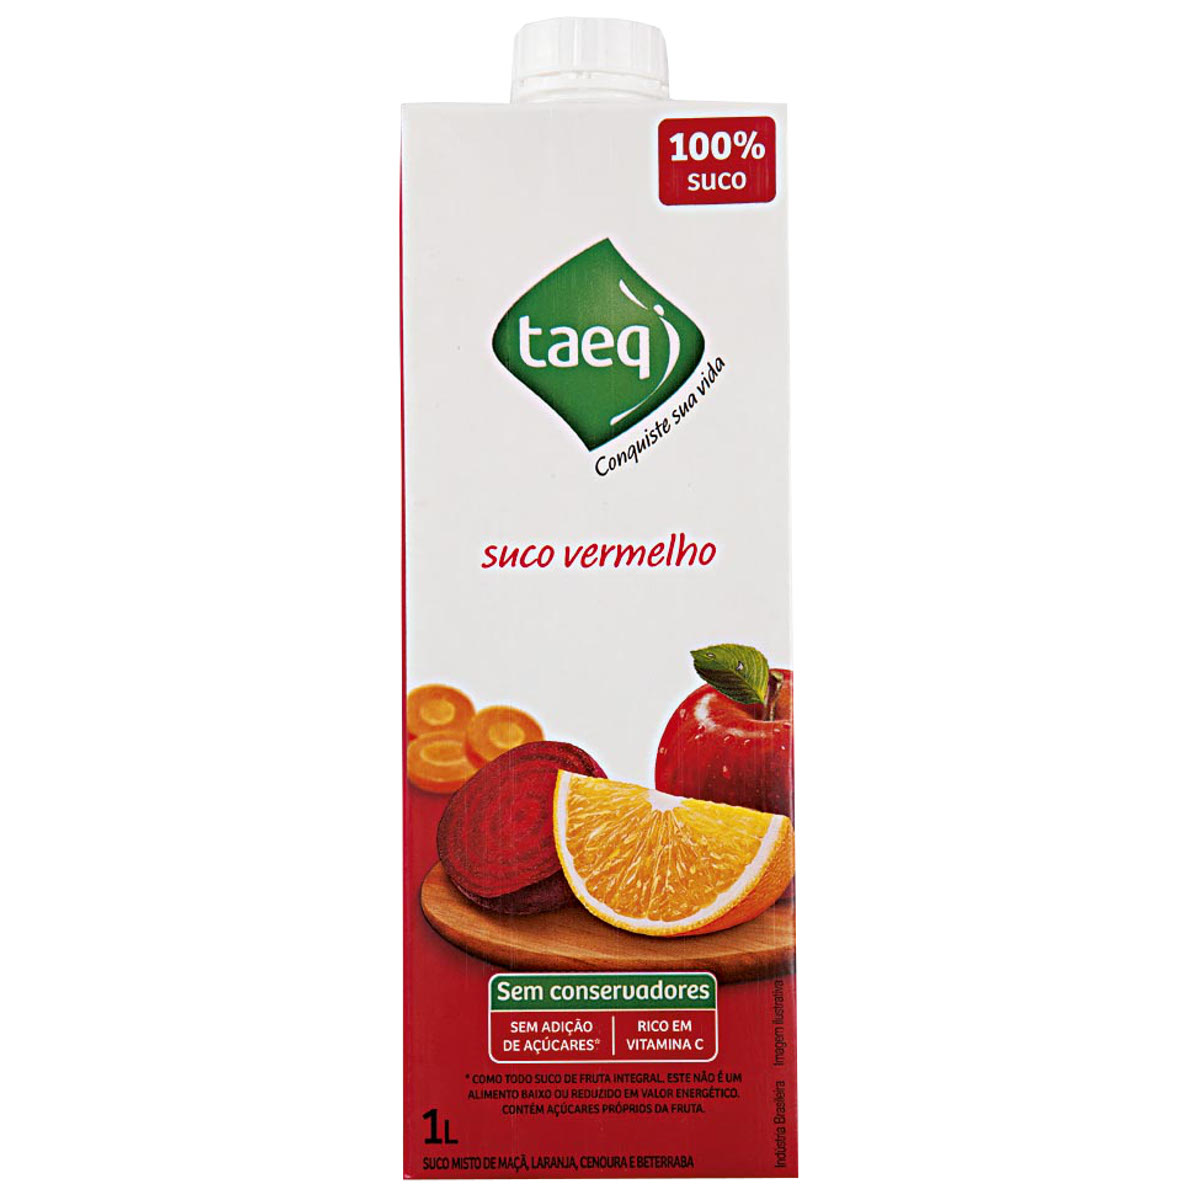 100%
SUCO
taeq
Conquiste sua vida
suco vermelho
Sem conservadores
SEM ADIÇÃO
DE AÇÚCARES*
RICO EM
VITAMINA C
* COMO TODO SUCO DE FRUTA INTEGRAL, ESTE NÃO É UM
ALIMENTO BAIXO OU REDUZIDO EM VALOR ENERGÉTICO.
CONTÉM AÇÚCARES PRÓPRIOS DA FRUTA.
1L
SUCO MISTO DE MAÇÃ, LARANJA, CENOURA E BETERRABA
Indústria Brasileira Imagem ilustrativa